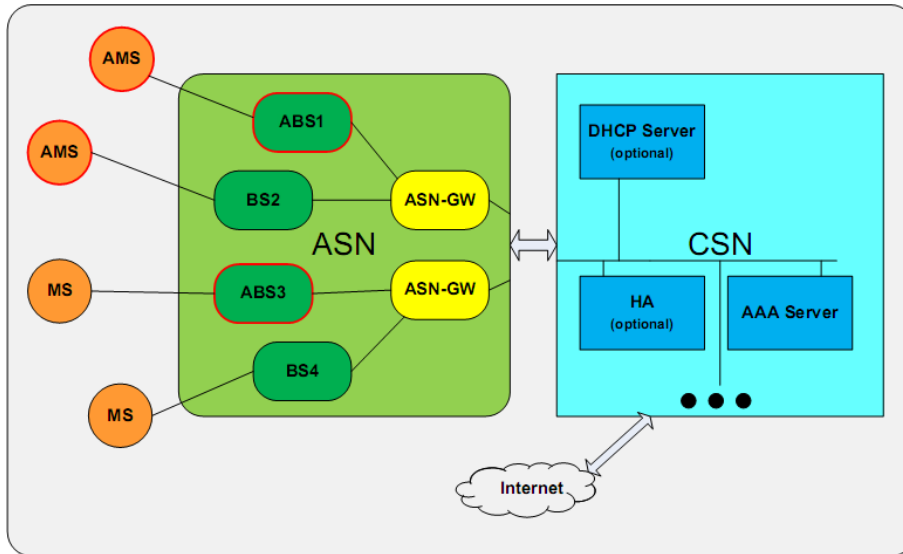 AMS
ABS1
DHCP Server
(optional)
AMS
BS2
ASN-GW
ASN
CSN
MS
ABS3
ASN-GW
HA
(optional)
AAA Server
BS4
MS
Internet